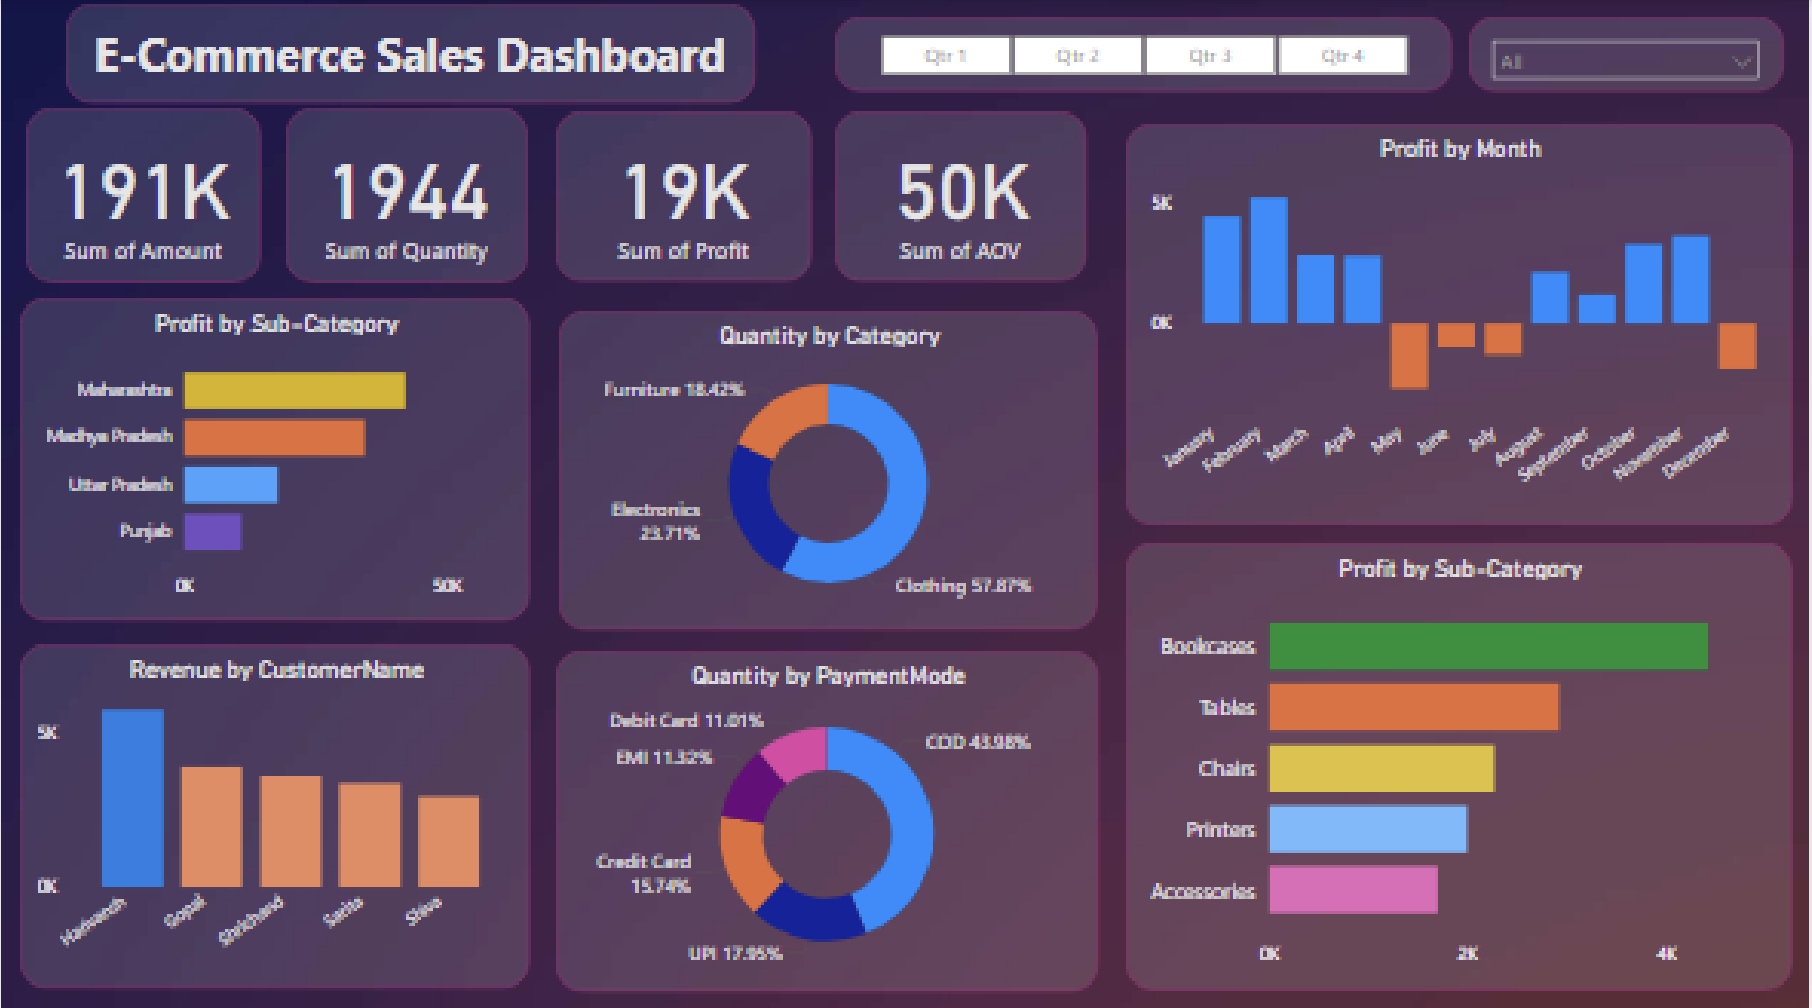 E-Commerce Sales Dashboard
Qtr 1 Qtr 2 Qtr 3 Qtr 4
All
191K
Sum of Amount
1944
Sum of Quantity
19K
Sum of Profit
50K
Sum of AOV
Profit by Month
5K
0K
January February March April May June July August September October November December
Profit by Sub-Category
Maharashtra
Madhya Pradesh
Uttar Pradesh
Punjab
0K 50K
Quantity by Category
Furniture 18.42%
Electronics
23.71%
Clothing 57.87%
Profit by Sub-Category
Bookcases
Tables
Chairs
Printers
Accessories
0K 2K 4K
Revenue by CustomerName
5K
0K
Harivansh Gopal Shrichand Sarita Shiva
Quantity by PaymentMode
Debit Card 11.01%
EMI 11.32%
COD 43.98%
Credit Card
15.74%
UPI 17.95%